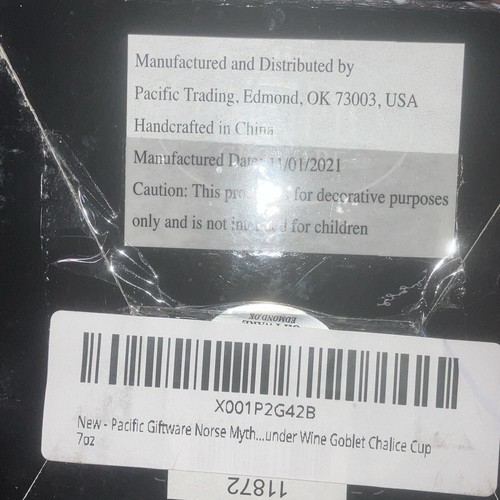 Manufactured and Distributed by
Pacific Trading, Edmond, OK 73003, USA
Handcrafted in China
Manufactured Date: 11/01/2021
Caution: This for decorative purposes
only and is not intended for children
EDMOND.OK
X001P2G42B
New - Pacific Giftware Norse Myth...under Wine Goblet Chalice Cup
7oz
11872